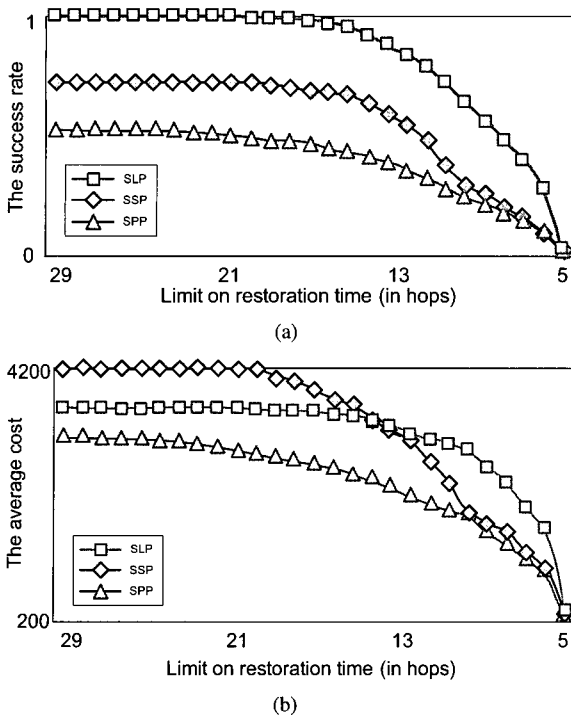 1
The success rate
SLP
SSP
SPP
0
29 21 13 5
Limit on restoration time (in hops)
(a)
4200
The average cost
SLP
SSP
SPP
200
29 21 13 5
Limit on restoration time (in hops)
(b)